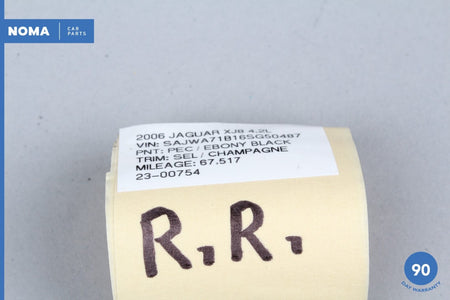 NOMA CAR PARTS
2006 JAGUAR XJ8 4.2L
VIN: SAJWA71B16SG50487
PNT: PEC / EBONY BLACK
TRIM: SEL / CHAMPAGNE
MILEAGE: 67.517
23-00754
R, R,
90
DAY WARRANTY